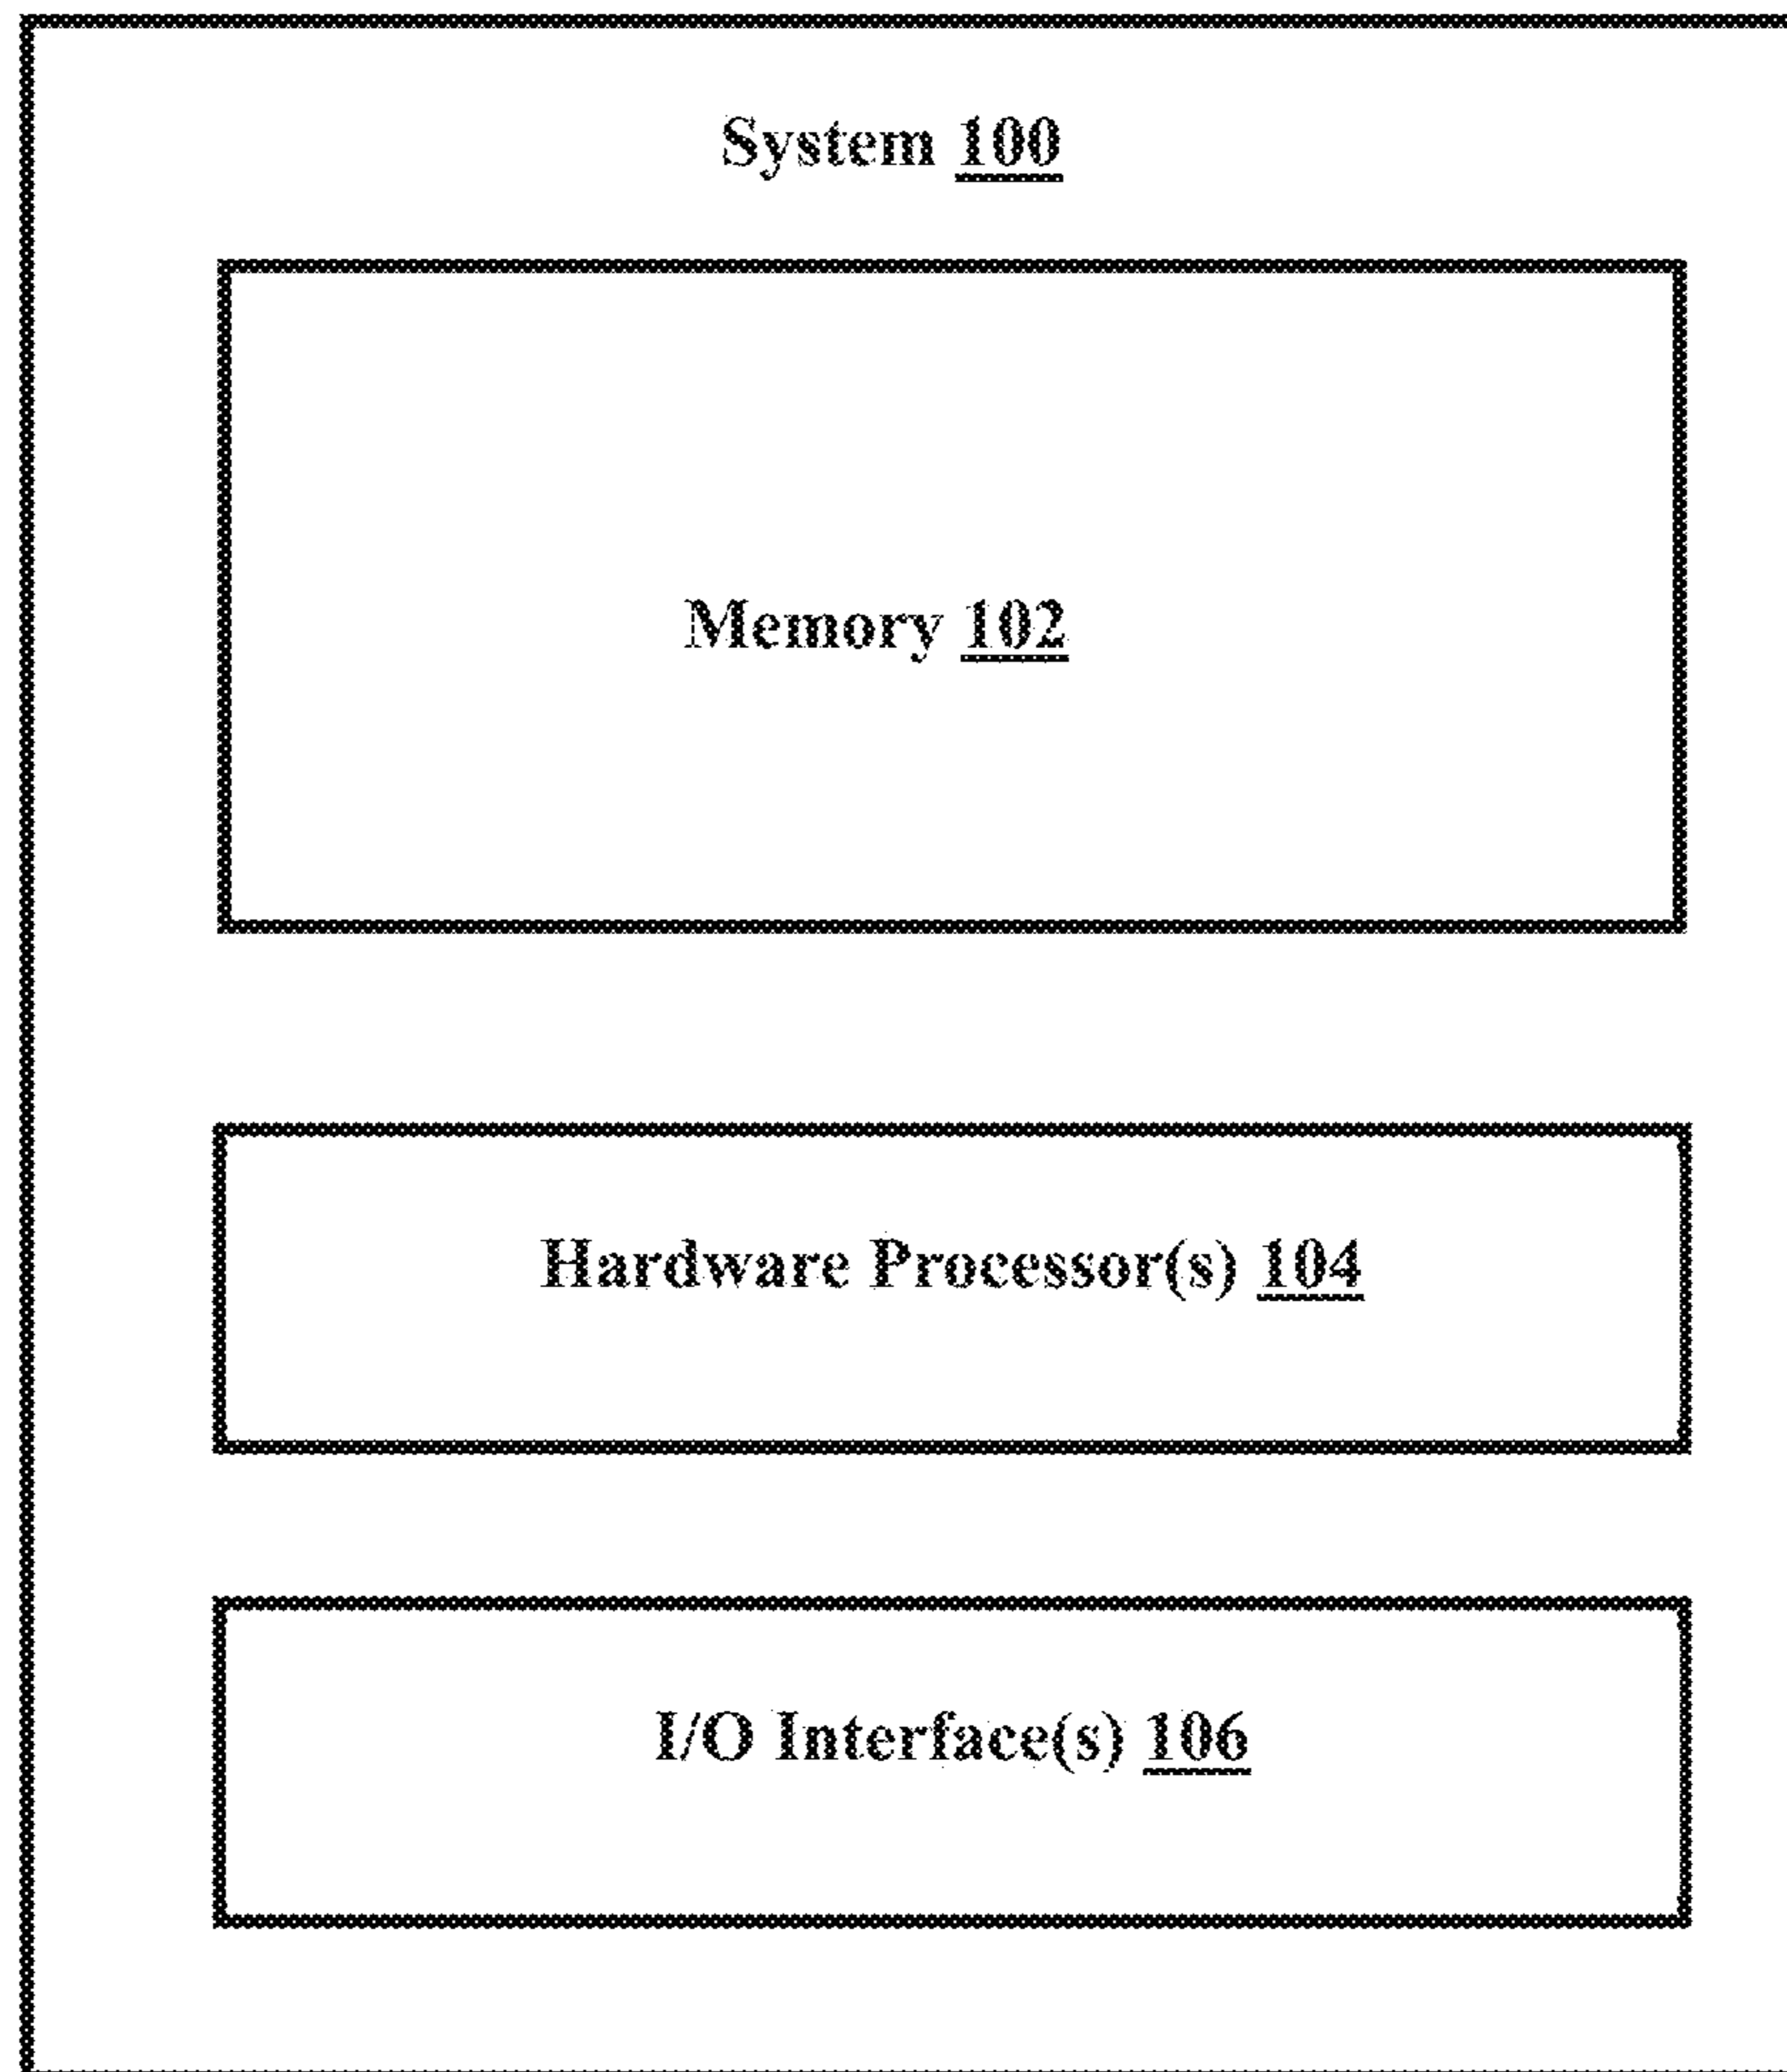 System 100
Memory 102
Hardware Processor(s) 104
I/O Interface(s) 106